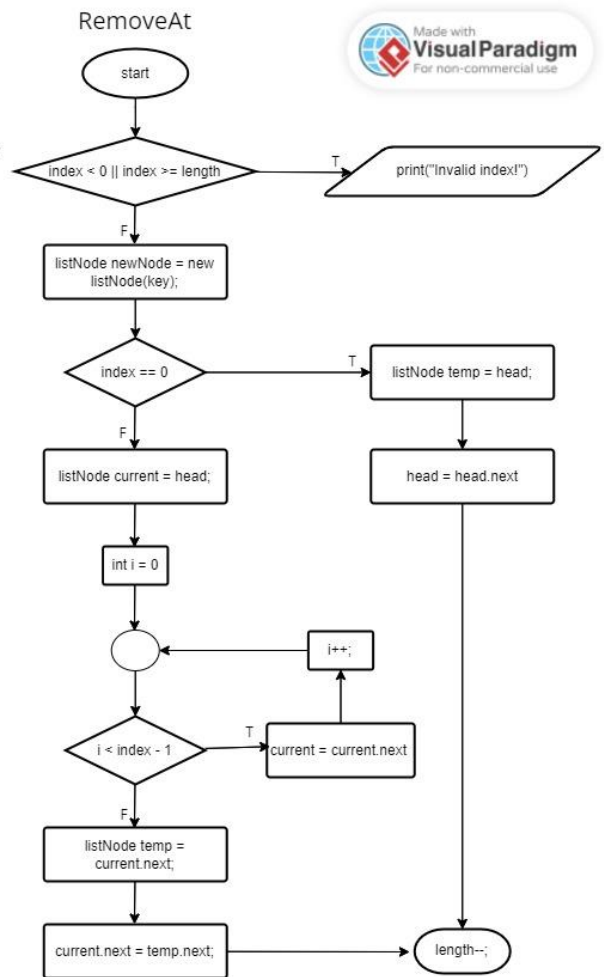 RemoveAt
Made with
VisualParadigm
For non-commercial use
start
index < 0 || index >= length
T
print("Invalid index!")
F
listNode newNode = new
listNode(key);
index == 0
T
listNode temp = head;
F
listNode current = head;
head = head.next
int i = 0
i++;
i < index - 1
T
current = current.next
F
listNode temp =
current.next;
current.next = temp.next;
length--;